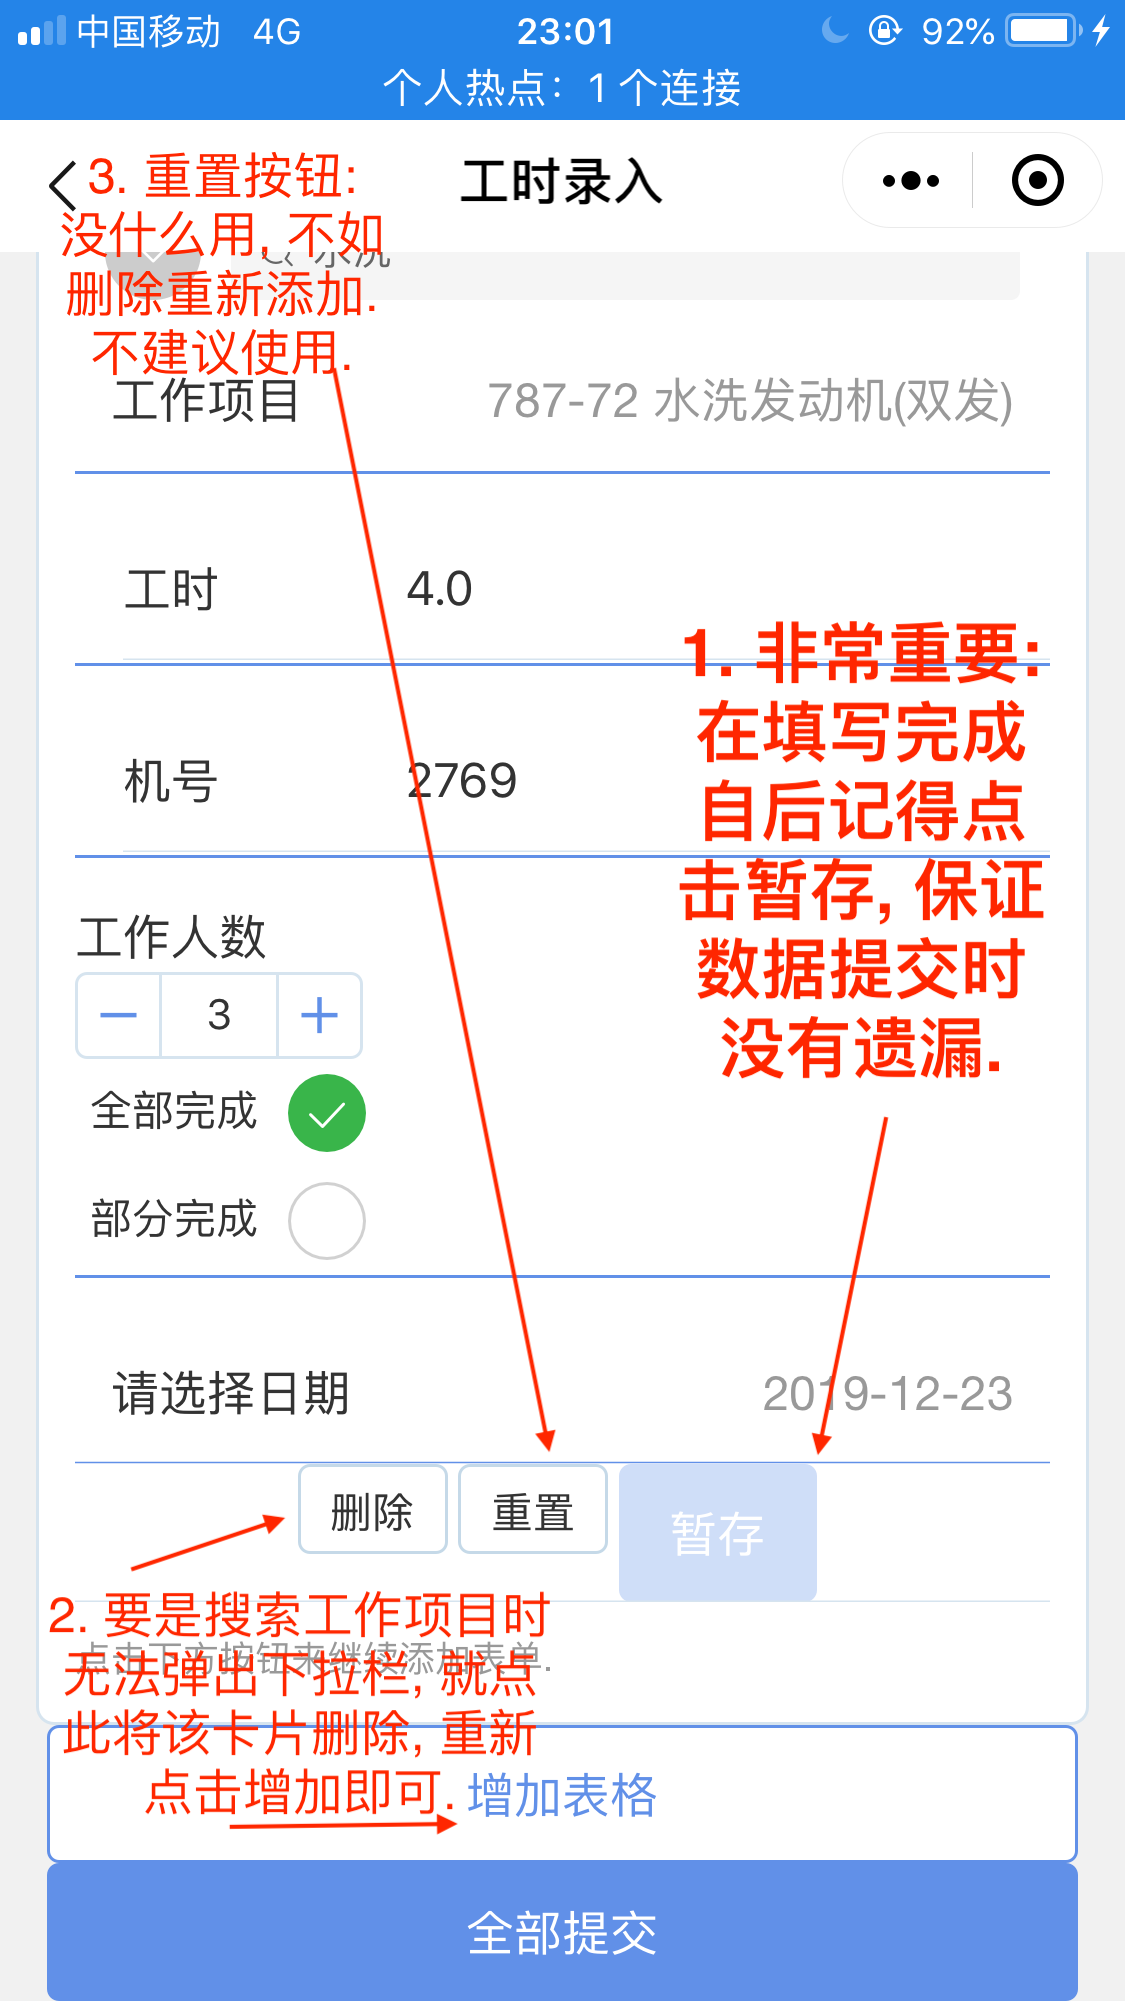 中国移动 4G 23:01 92%
个人热点: 1 个连接
工时录入
3. 重置按钮:
没什么用, 不如
删除重新添加.
不建议使用.
水洗
工作项目 787-72 水洗发动机(双发)
工时 4.0
机号 2769
1. 非常重要:
在填写完成
自后记得点
击暂存, 保证
数据提交时
没有遗漏.
工作人数
3
全部完成
部分完成
请选择日期 2019-12-23
删除 重置 暂存
2. 要是搜索工作项目时
无法弹出下拉栏, 就点
此将该卡片删除, 重新
点击增加即可.
点击下方按钮来继续添加表单.
增加表格
全部提交